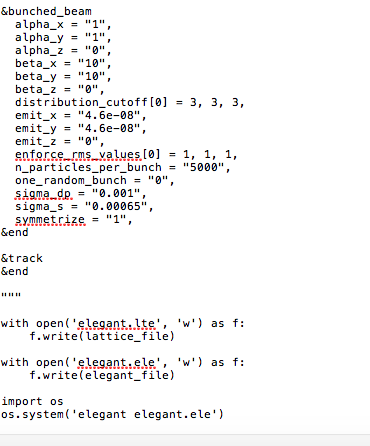 &bunched_beam
alpha_x = "1",
alpha_y = "1",
alpha_z = "0",
beta_x = "10",
beta_y = "10",
beta_z = "0",
distribution_cutoff[0] = 3, 3, 3,
emit_x = "4.6e-08",
emit_y = "4.6e-08",
emit_z = "0",
enforce_rms_values[0] = 1, 1, 1,
n_particles_per_bunch = "5000",
one_random_bunch = "0",
sigma_dp = "0.001",
sigma_s = "0.00065",
symmetrize = "1",
&end
&track
&end
"""
with open('elegant.lte', 'w') as f:
f.write(lattice_file)
with open('elegant.ele', 'w') as f:
f.write(elegant_file)
import os
os.system('elegant elegant.ele')